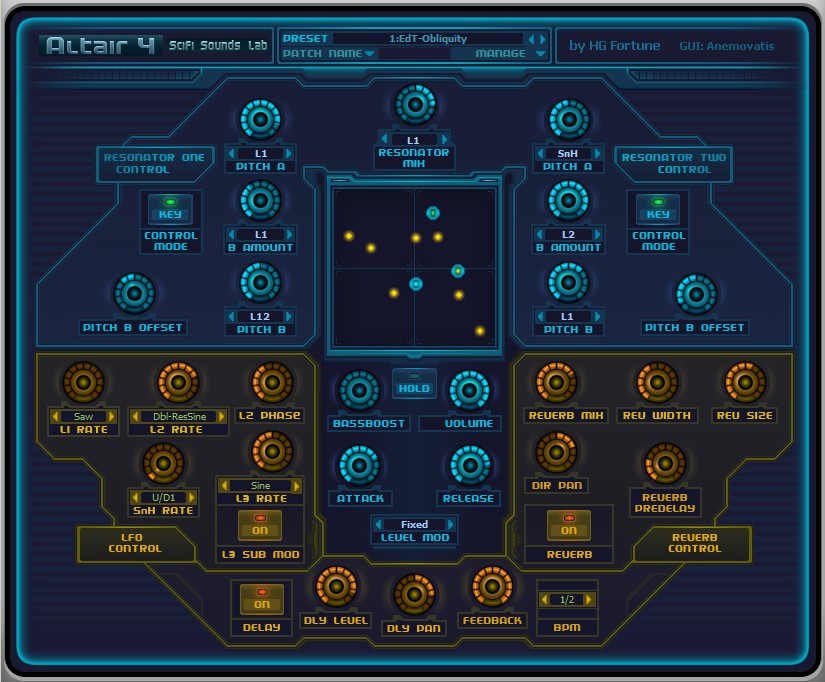 Altair 4 SciFi Sounds Lab
PRESET 1:EdT-Obliquity
PATCH NAME MANAGE
by HG Fortune GUI: Anemovatis
L1
PITCH A
L1
RESONATOR
MIX
SnH
PITCH A
RESONATOR ONE
CONTROL
RESONATOR TWO
CONTROL
KEY
CONTROL
MODE
L1
B AMOUNT
L2
B AMOUNT
KEY
CONTROL
MODE
PITCH B OFFSET
L12
PITCH B
L1
PITCH B
PITCH B OFFSET
Saw
L1 RATE
Dbl-ResSine
L2 RATE
L2 PHASE
HOLD
BASSBOOST
VOLUME
REVERB MIX
REV WIDTH
REV SIZE
U/D1
SnH RATE
Sine
L3 RATE
ATTACK
RELEASE
DIR PAN
REVERB
PREDELAY
ON
L3 SUB MOD
Fixed
LEVEL MOD
ON
REVERB
LFO
CONTROL
REVERB
CONTROL
ON
DELAY
DLY LEVEL
DLY PAN
FEEDBACK
1/2
BPM